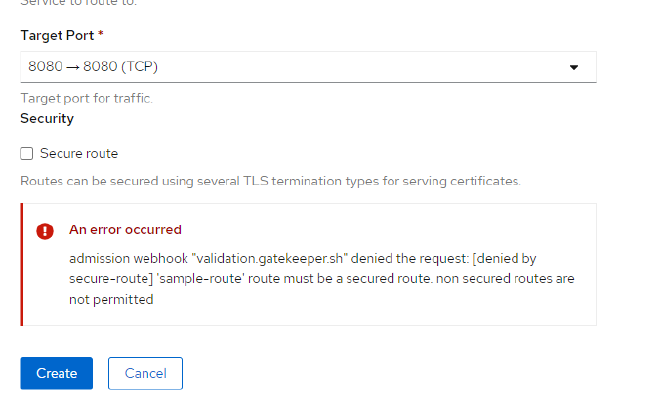 Service to route to.
Target Port *
8080 → 8080 (TCP)
Target port for traffic.
Security
Secure route
Routes can be secured using several TLS termination types for serving certificates.
An error occurred
admission webhook "validation.gatekeeper.sh" denied the request: [denied by
secure-route] 'sample-route' route must be a secured route. non secured routes are
not permitted
Create
Cancel